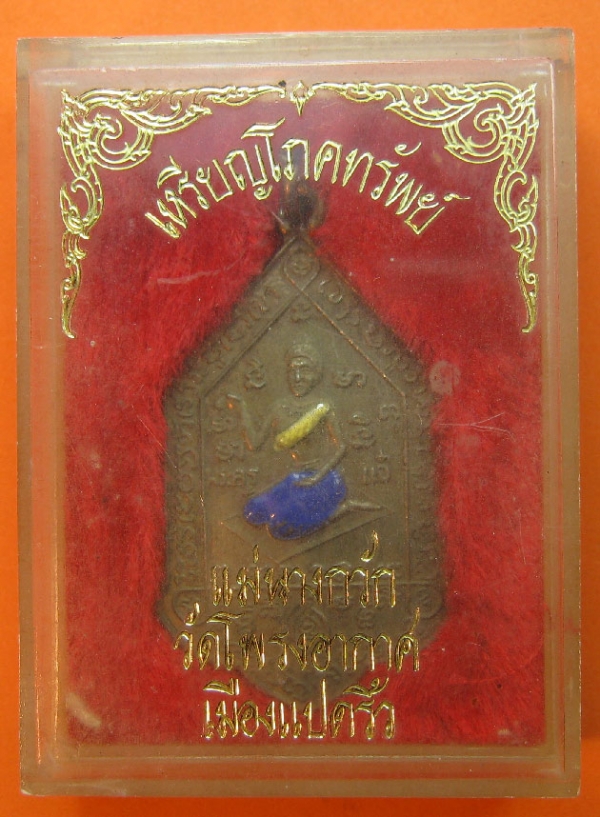 เหรียญโภคทรัพย์
แม่นางกวัก
วัดโพรงอากาศ
เมืองแปดริ้ว